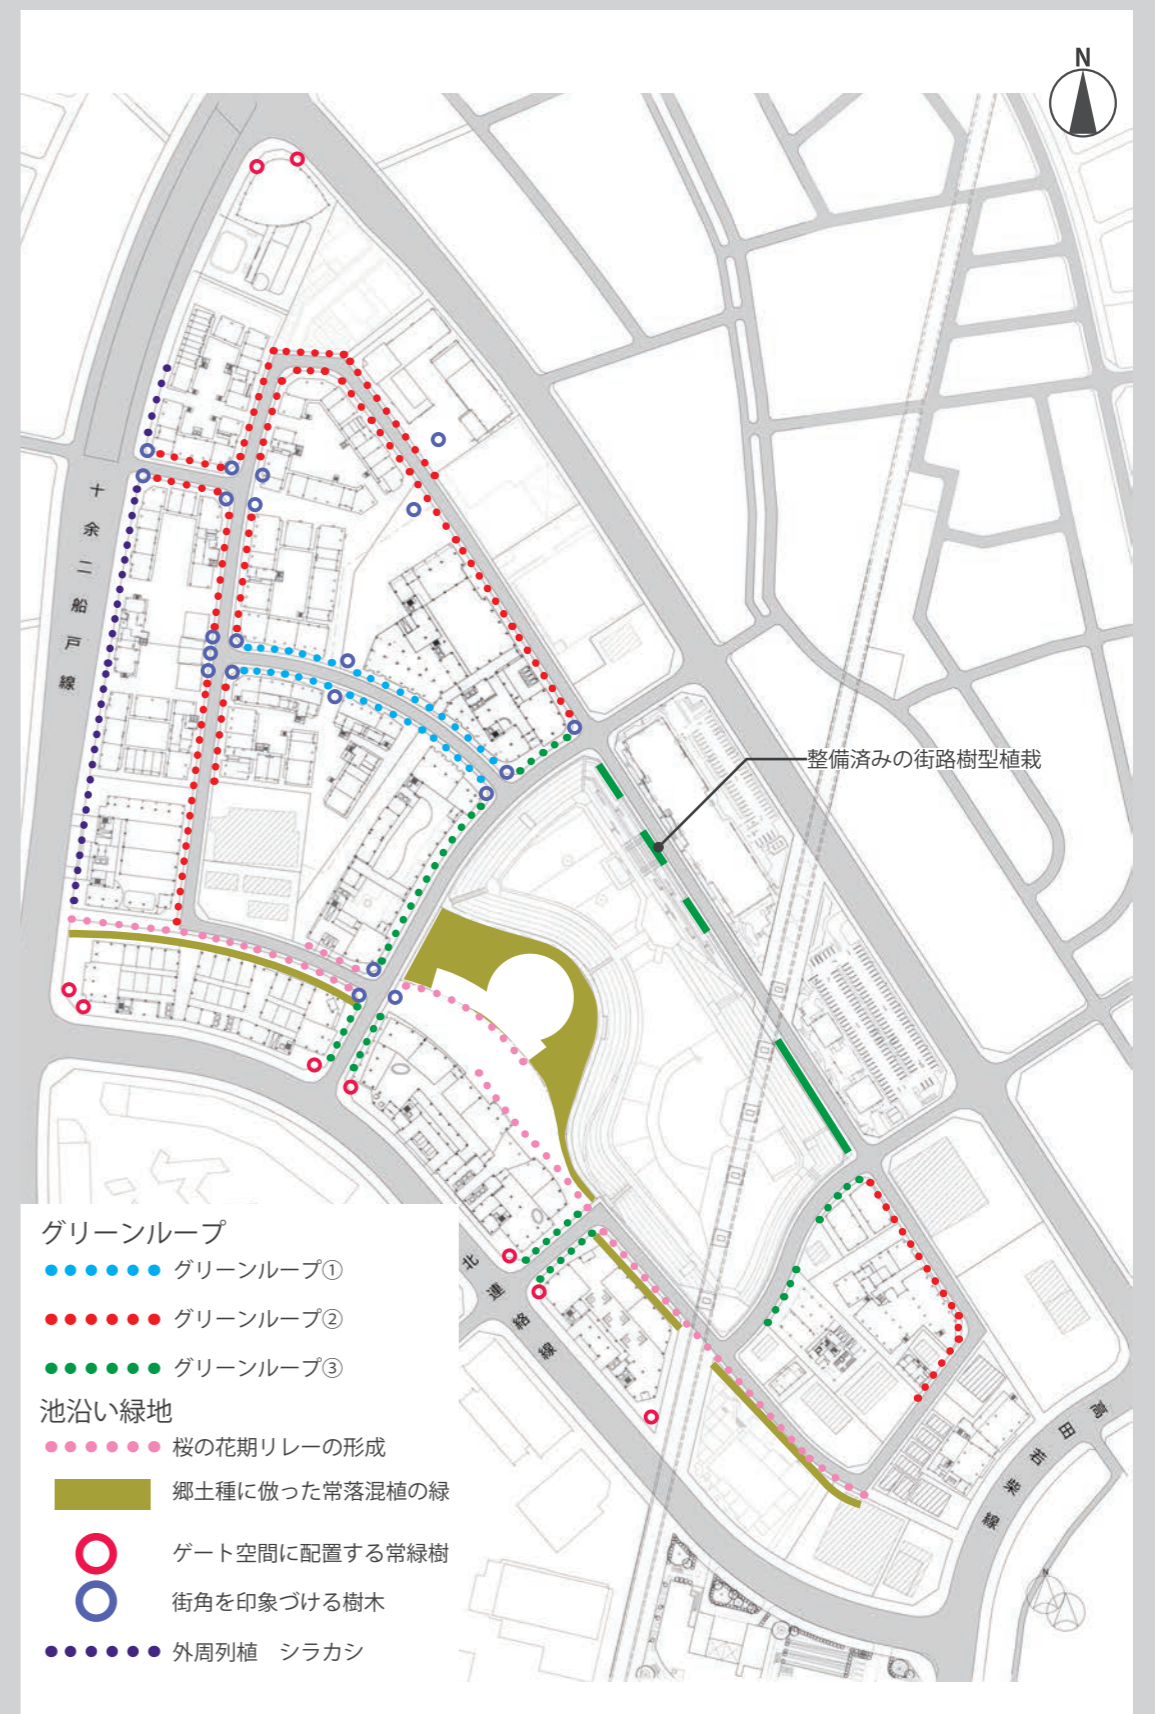 N
十余二船戸線
整備済みの街路樹型植栽
グリーンループ
グリーンループ①
グリーンループ②
グリーンループ③
池沿い緑地
桜の花期リレーの形成
郷土種に倣った常落混植の緑
ゲート空間に配置する常緑樹
街角を印象づける樹木
外周列植 シラカシ
北連絡線
高田若柴線
N